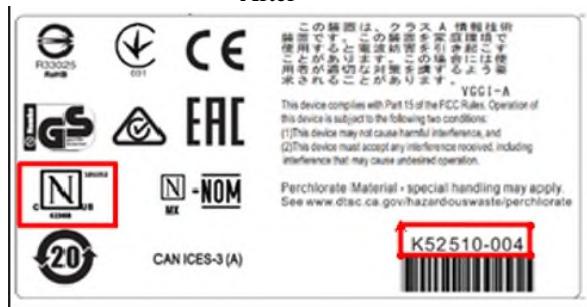 After
R33025
RoHS
031
CE
GS
EAC
C N US
N -NOM
MX
20
CAN ICES-3 (A)
この装置は、クラスA情報技術
装置です。この装置を家庭環境で
使用すると電波妨害を引き起こす
ことがあります。この場合には使
用者が適切な対策を講ずるよう要
求されることがあります。
VCCI-A
This device complies with Part 15 of the FCC Rules. Operation of
this device is subject to the following two conditions:
(1)This device may not cause harmful interference, and
(2)This device must accept any interference received, including
interference that may cause undesired operation.
Perchlorate Material - special handling may apply.
See www.dtsc.ca.gov/hazardouswaste/perchlorate
K52510-004